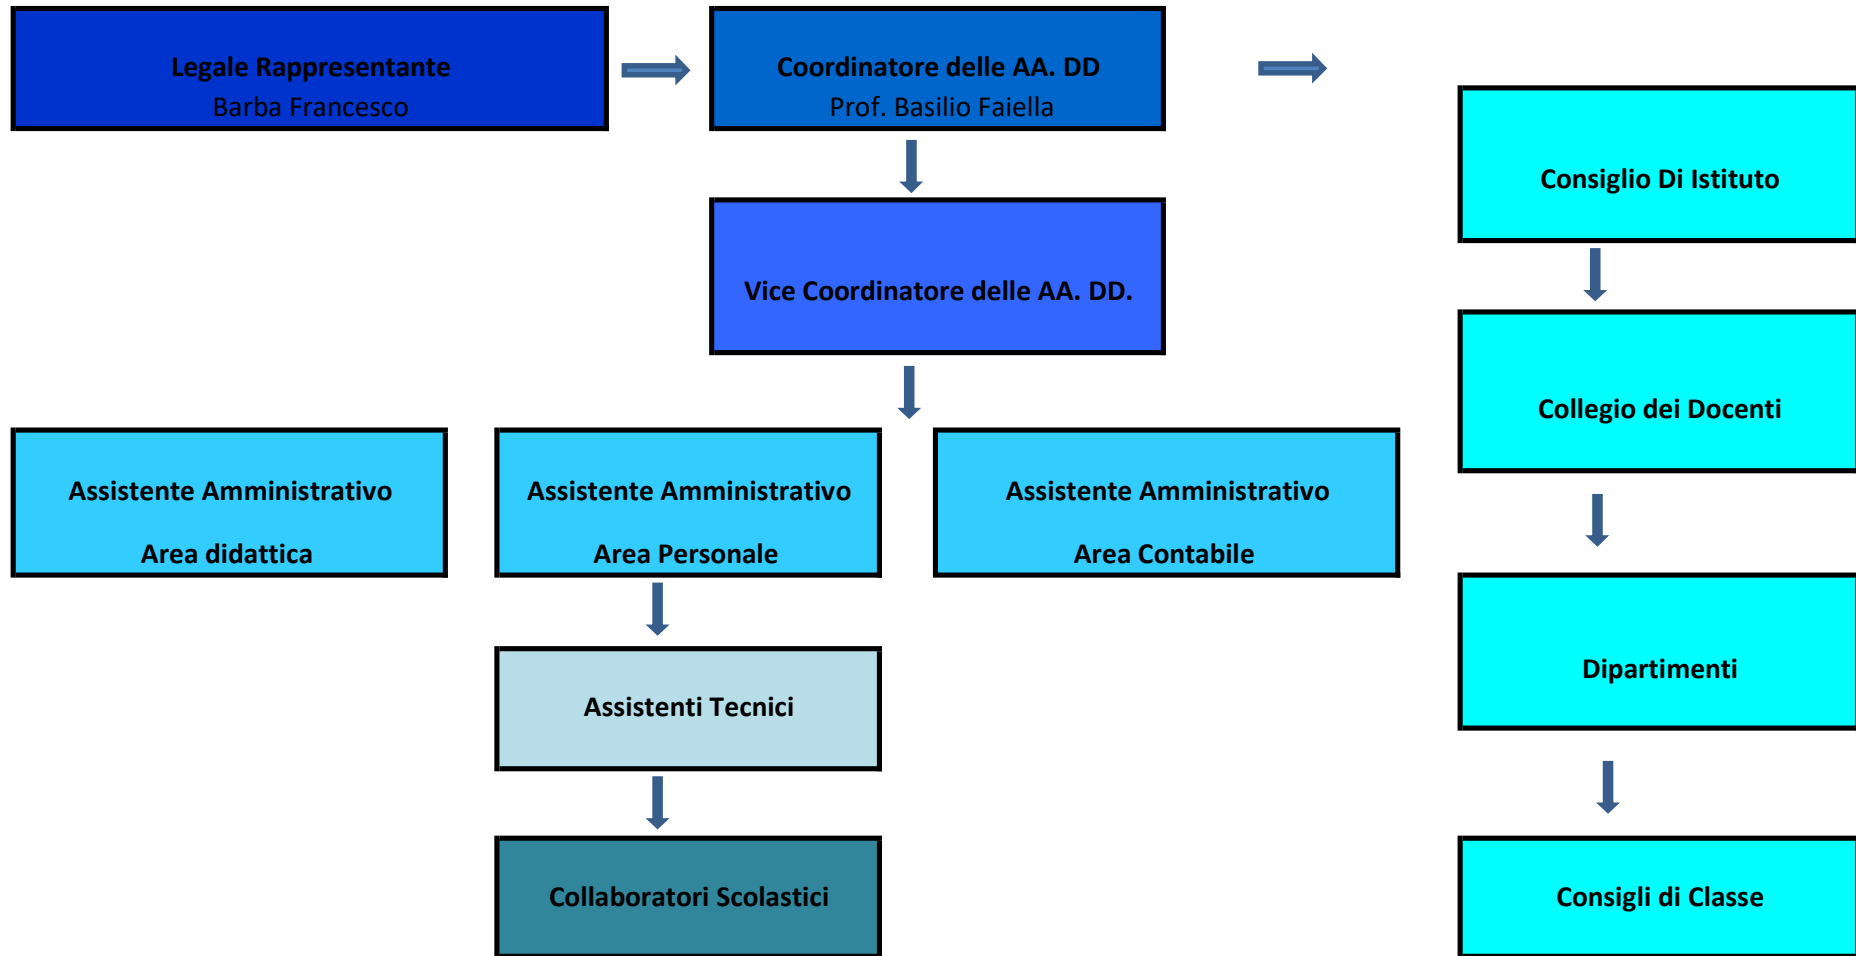 Legale Rappresentante
Barba Francesco
Coordinatore delle AA. DD
Prof. Basilio Faiella
Consiglio Di Istituto
Vice Coordinatore delle AA. DD.
Collegio dei Docenti
Assistente Amministrativo
Area didattica
Assistente Amministrativo
Area Personale
Assistente Amministrativo
Area Contabile
Dipartimenti
Assistenti Tecnici
Collaboratori Scolastici
Consigli di Classe